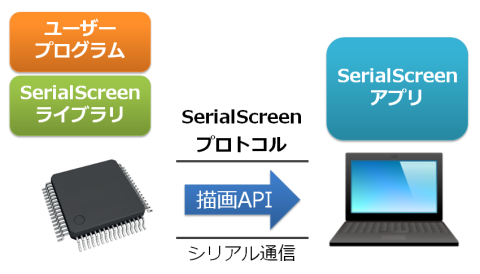 ユーザー
プログラム
SerialScreen
ライブラリ
SerialScreen
プロトコル
描画API
シリアル通信
SerialScreen
アプリ